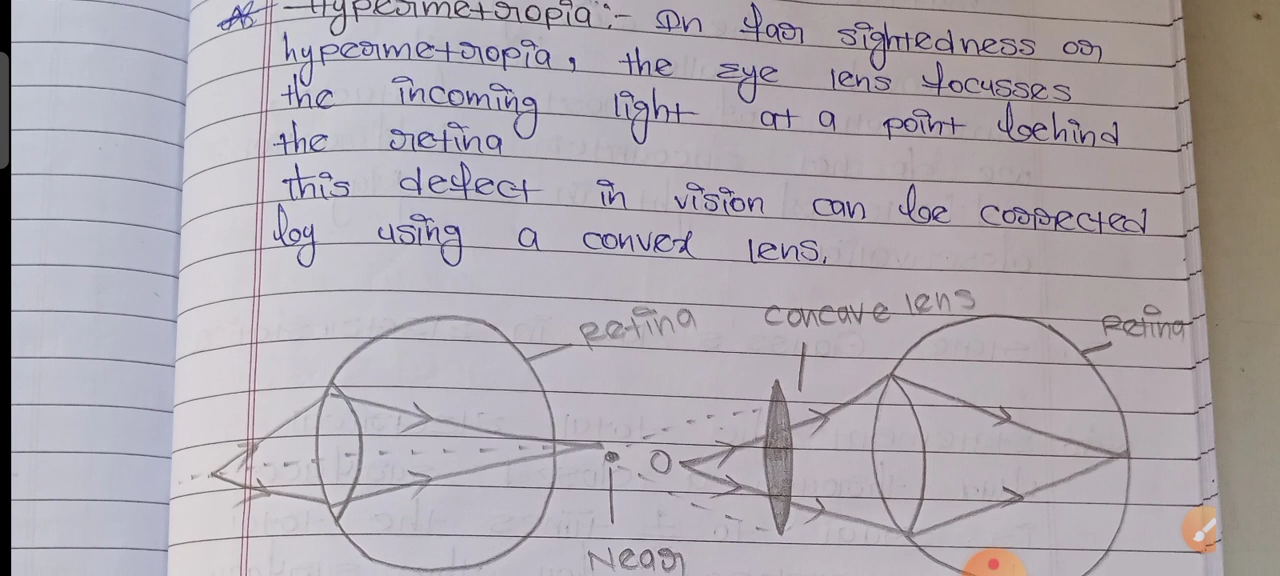 Hypermetropia :- In far sightedness or
hypermetropia, the eye lens focusses
the incoming light at a point behind
the retina
this defect in vision can be corrected
by using a convex lens.
Retina
concave lens
Retina
O
Near